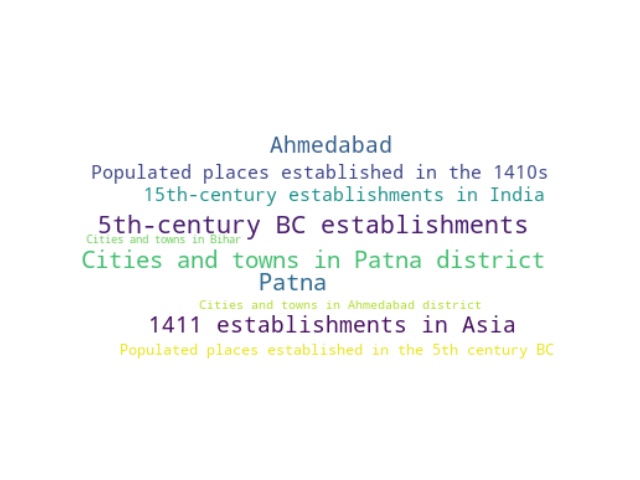 Ahmedabad
Populated places established in the 1410s
15th-century establishments in India
5th-century BC establishments
Cities and towns in Bihar
Cities and towns in Patna district
Patna
Cities and towns in Ahmedabad district
1411 establishments in Asia
Populated places established in the 5th century BC